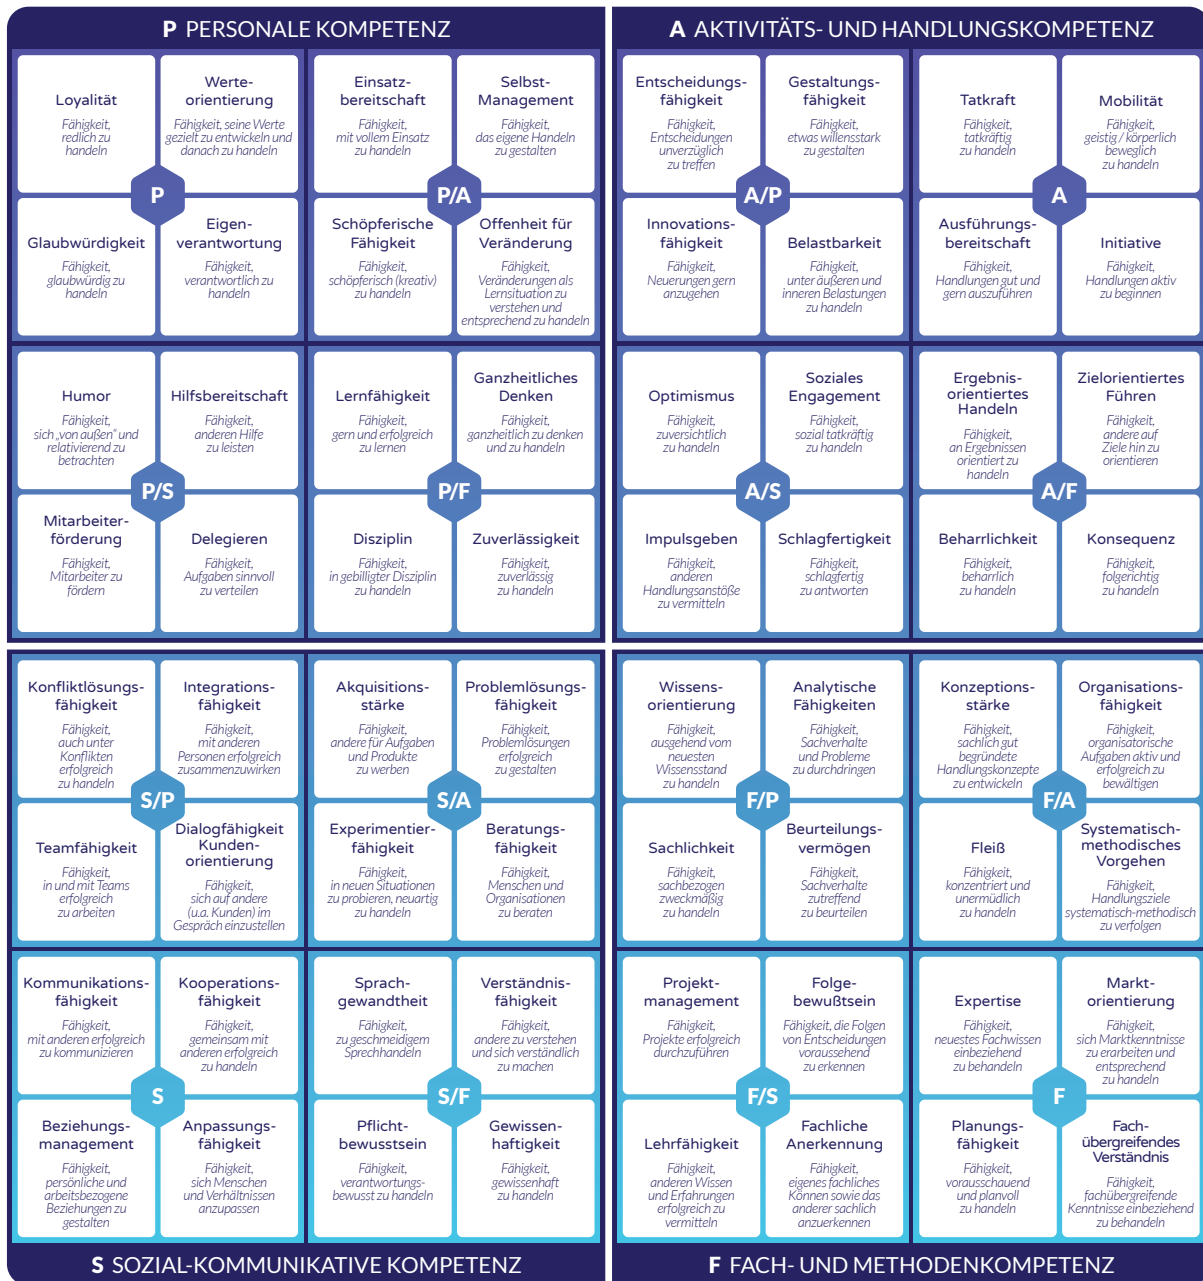 P PERSONALE KOMPETENZ
Loyalität
Fähigkeit,
redlich zu
handeln
Werte-
orientierung
Fähigkeit, seine Werte
gezielt zu entwickeln und
danach zu handeln
P
Glaubwürdigkeit
Fähigkeit,
glaubwürdig zu
handeln
Eigen-
verantwortung
Fähigkeit,
verantwortlich zu
handeln
Einsatz-
bereitschaft
Fähigkeit,
mit vollem Einsatz
zu handeln
Selbst-
Management
Fähigkeit,
das eigene Handeln
zu gestalten
P/A
Schöpferische
Fähigkeit
Fähigkeit,
schöpferisch (kreativ)
zu handeln
Offenheit für
Veränderung
Fähigkeit,
Veränderungen als
Lernsituation zu
verstehen und
entsprechend zu handeln
Humor
Fähigkeit,
sich „von außen“ und
relativierend zu
betrachten
Hilfsbereitschaft
Fähigkeit,
anderen Hilfe
zu leisten
P/S
Mitarbeiter-
förderung
Fähigkeit,
Mitarbeiter zu
fördern
Delegieren
Fähigkeit,
Aufgaben sinnvoll
zu verteilen
Lernfähigkeit
Fähigkeit,
gern und erfolgreich
zu lernen
Ganzheitliches
Denken
Fähigkeit,
ganzheitlich zu denken
und zu handeln
P/F
Disziplin
Fähigkeit,
in gebilligter Disziplin
zu handeln
Zuverlässigkeit
Fähigkeit,
zuverlässig
zu handeln
A AKTIVITÄTS- UND HANDLUNGSKOMPETENZ
Entscheidungs-
fähigkeit
Fähigkeit,
Entscheidungen
unverzüglich
zu treffen
Gestaltungs-
fähigkeit
Fähigkeit,
etwas willensstark
zu gestalten
A/P
Innovations-
fähigkeit
Fähigkeit,
Neuerungen gern
anzugehen
Belastbarkeit
Fähigkeit,
unter äußeren und
inneren Belastungen
zu handeln
Tatkraft
Fähigkeit,
tatkräftig
zu handeln
Mobilität
Fähigkeit,
geistig / körperlich
beweglich
zu handeln
A
Ausführungs-
bereitschaft
Fähigkeit,
Handlungen gut und
gern auszuführen
Initiative
Fähigkeit,
Handlungen aktiv
zu beginnen
Optimismus
Fähigkeit,
zuversichtlich
zu handeln
Soziales
Engagement
Fähigkeit,
sozial tatkräftig
zu handeln
A/S
Impulsgeben
Fähigkeit,
anderen
Handlungsanstöße
zu vermitteln
Schlagfertigkeit
Fähigkeit,
schlagfertig
zu antworten
Ergebnis-
orientiertes
Handeln
Fähigkeit,
an Ergebnissen
orientiert zu
handeln
Zielorientiertes
Führen
Fähigkeit,
andere auf
Ziele hin zu
orientieren
A/F
Beharrlichkeit
Fähigkeit,
beharrlich
zu handeln
Konsequenz
Fähigkeit,
folgerichtig
zu handeln
Konfliktlösungs-
fähigkeit
Fähigkeit,
auch unter
Konflikten
erfolgreich
zu handeln
Integrations-
fähigkeit
Fähigkeit,
mit anderen
Personen erfolgreich
zusammenzuwirken
S/P
Teamfähigkeit
Fähigkeit,
in und mit Teams
erfolgreich
zu arbeiten
Dialogfähigkeit
Kunden-
orientierung
Fähigkeit,
sich auf andere
(u.a. Kunden) im
Gespräch einzustellen
Akquisitions-
stärke
Fähigkeit,
andere für Aufgaben
und Produkte
zu werben
Problemlösungs-
fähigkeit
Fähigkeit,
Problemlösungen
erfolgreich
zu gestalten
S/A
Experimentier-
fähigkeit
Fähigkeit,
in neuen Situationen
zu probieren, neuartig
zu handeln
Beratungs-
fähigkeit
Fähigkeit,
Menschen und
Organisationen
zu beraten
Kommunikations-
fähigkeit
Fähigkeit,
mit anderen erfolgreich
zu kommunizieren
Kooperations-
fähigkeit
Fähigkeit,
gemeinsam mit
anderen erfolgreich
zu handeln
S
Beziehungs-
management
Fähigkeit,
persönliche und
arbeitsbezogene
Beziehungen zu
gestalten
Anpassungs-
fähigkeit
Fähigkeit,
sich Menschen
und Verhältnissen
anzupassen
Sprach-
gewandtheit
Fähigkeit,
zu geschmeidigem
Sprechhandeln
Verständnis-
fähigkeit
Fähigkeit,
andere zu verstehen
und sich verständlich
zu machen
S/F
Pflicht-
bewusstsein
Fähigkeit,
verantwortungs-
bewusst zu handeln
Gewissen-
haftigkeit
Fähigkeit,
gewissenhaft
zu handeln
S SOZIAL-KOMMUNIKATIVE KOMPETENZ
Wissens-
orientierung
Fähigkeit,
ausgehend vom
neuesten
Wissensstand
zu handeln
Analytische
Fähigkeiten
Fähigkeit,
Sachverhalte
und Probleme
zu durchdringen
F/P
Sachlichkeit
Fähigkeit,
sachbezogen
zweckmäßig
zu handeln
Beurteilungs-
vermögen
Fähigkeit,
Sachverhalte
zutreffend
zu beurteilen
Konzeptions-
stärke
Fähigkeit,
sachlich gut
begründete
Handlungskonzepte
zu entwickeln
Organisations-
fähigkeit
Fähigkeit,
organisatorische
Aufgaben aktiv und
erfolgreich zu
bewältigen
F/A
Fleiß
Fähigkeit,
konzentriert und
unermüdlich
zu handeln
Systematisch-
methodisches
Vorgehen
Fähigkeit,
Handlungsziele
systematisch-methodisch
zu verfolgen
Projekt-
management
Fähigkeit,
Projekte erfolgreich
durchzuführen
Folge-
bewußtsein
Fähigkeit, die Folgen
von Entscheidungen
voraussehend
zu erkennen
F/S
Lehrfähigkeit
Fähigkeit,
anderen Wissen
und Erfahrungen
erfolgreich zu
vermitteln
Fachliche
Anerkennung
Fähigkeit,
eigenes fachliches
Können sowie das
anderer sachlich
anzuerkennen
Expertise
Fähigkeit,
neuestes Fachwissen
einbeziehend
zu behandeln
Markt-
orientierung
Fähigkeit,
sich Marktkenntnisse
zu erarbeiten und
entsprechend
zu handeln
F
Planungs-
fähigkeit
Fähigkeit,
vorausschauend
und planvoll
zu handeln
Fach-
übergreifendes
Verständnis
Fähigkeit,
fachübergreifende
Kenntnisse einbeziehend
zu behandeln
F FACH- UND METHODENKOMPETENZ